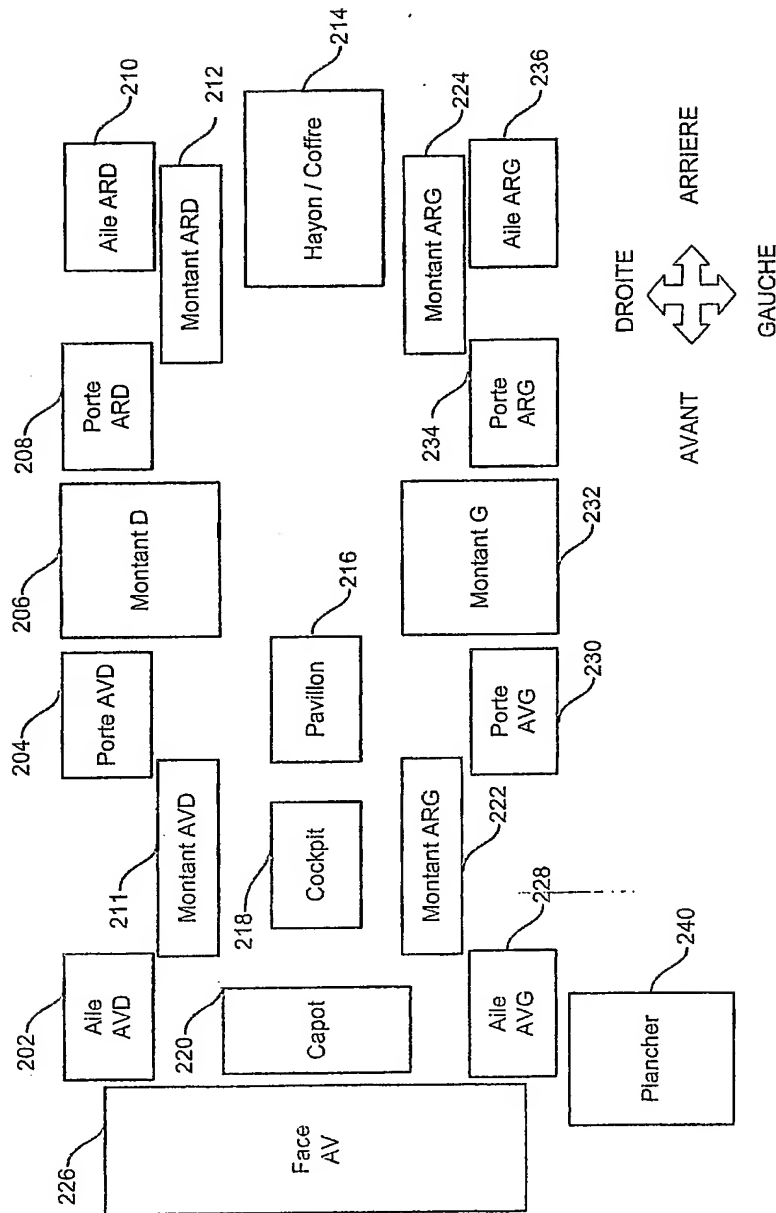 210
Aile ARD
212
Montant ARD
214
Hayon / Coffre
224
Montant ARG
236
Aile ARG
208
Porte
ARD
234
Porte
ARG
206
Montant D
232
Montant G
204
Porte AVD
216
Pavillon
230
Porte
AVG
211
Montant AVD
218
Cockpit
222
Montant ARG
202
Aile
AVD
220
Capot
228
Aile
AVG
226
Face
AV
240
Plancher
DROITE
ARRIERE
AVANT
GAUCHE